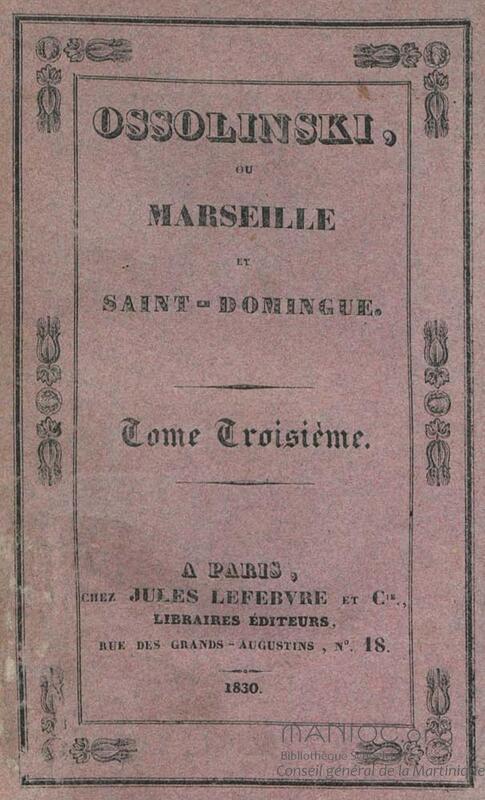 OSSOLINSKI,
OU
MARSEILLE
ET
SAINT-DOMINGUE.
Tome Troisième.
A PARIS,
CHEZ JULES LEFEBVRE ET Cie.,
LIBRAIRES ÉDITEURS,
RUE DES GRANDS-AUGUSTINS, N°. 18.
1830.
MANIOC.org
Bibliothèque
Conseil général de la Martinique